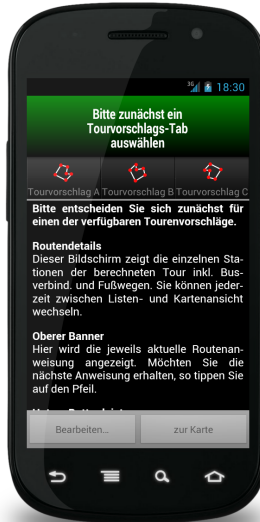 3G 18:30
Bitte zunächst ein
Tourvorschlags-Tab
auswählen
Tourvorschlag A Tourvorschlag B Tourvorschlag C
Bitte entscheiden Sie sich zunächst für
einen der verfügbaren Tourenvorschläge.
Routendetails
Dieser Bildschirm zeigt die einzelnen Sta-
tionen der berechneten Tour inkl. Bus-
verbind. und Fußwegen. Sie können jeder-
zeit zwischen Listen- und Kartenansicht
wechseln.
Oberer Banner
Hier wird die jeweils aktuelle Routenan-
weisung angezeigt. Möchten Sie die
nächste Anweisung erhalten, so tippen Sie
auf den Pfeil.
Bearbeiten... zur Karte